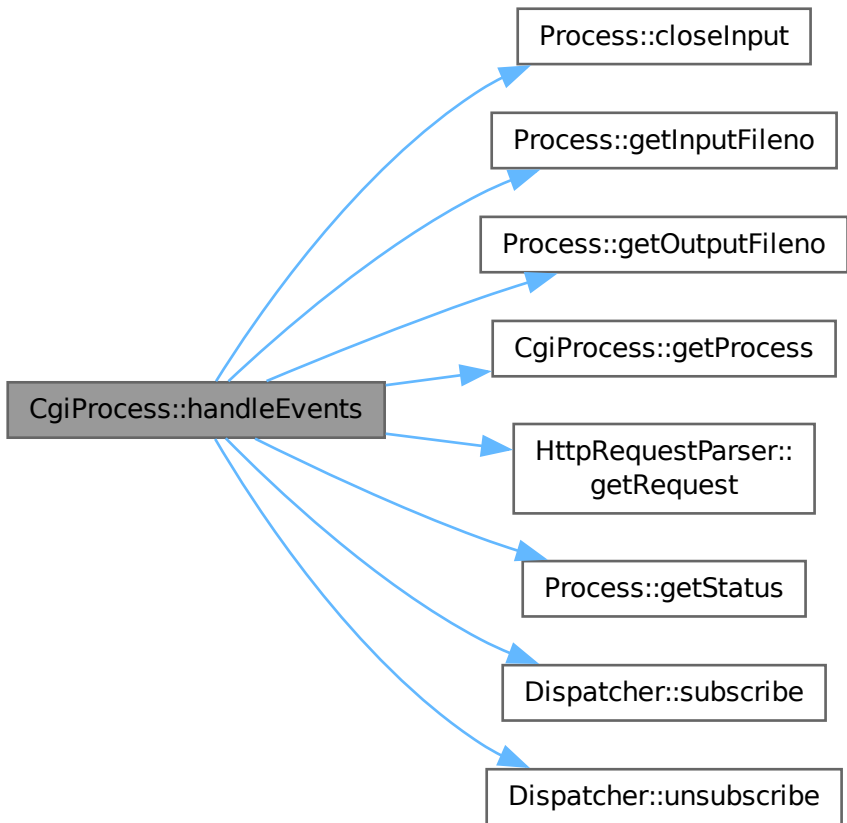 Process::closeInput
Process::getInputFileno
Process::getOutputFileno
CgiProcess::getProcess
CgiProcess::handleEvents
HttpRequestParser::
getRequest
Process::getStatus
Dispatcher::subscribe
Dispatcher::unsubscribe